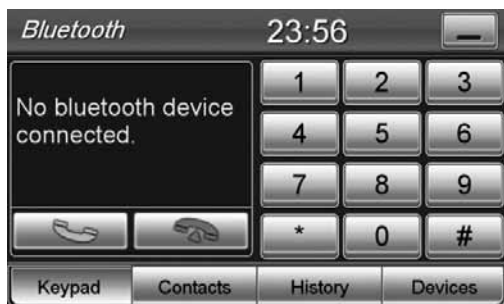 Bluetooth 23:56
No bluetooth device
connected.
1 2 3
4 5 6
7 8 9
* 0 #
Keypad Contacts History Devices